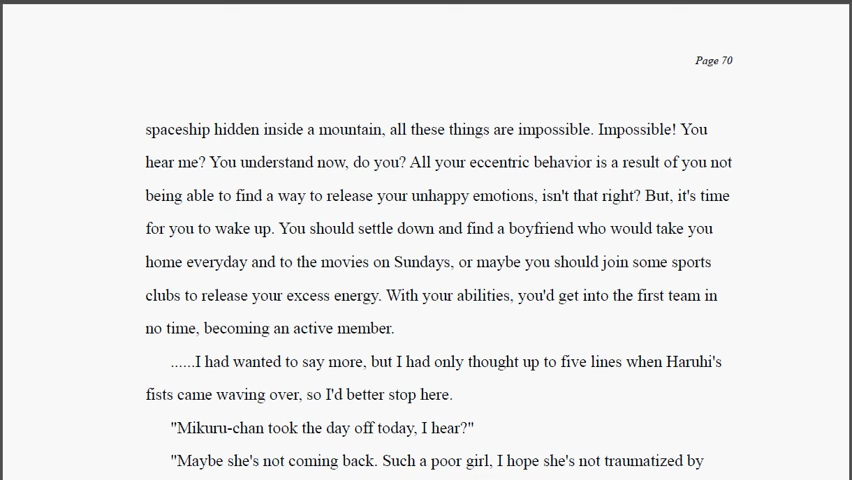 Page 70
spaceship hidden inside a mountain, all these things are impossible. Impossible! You
hear me? You understand now, do you? All your eccentric behavior is a result of you not
being able to find a way to release your unhappy emotions, isn't that right? But, it's time
for you to wake up. You should settle down and find a boyfriend who would take you
home everyday and to the movies on Sundays, or maybe you should join some sports
clubs to release your excess energy. With your abilities, you'd get into the first team in
no time, becoming an active member.
......I had wanted to say more, but I had only thought up to five lines when Haruhi's
fists came waving over, so I'd better stop here.
"Mikuru-chan took the day off today, I hear?"
"Maybe she's not coming back. Such a poor girl, I hope she's not traumatized by